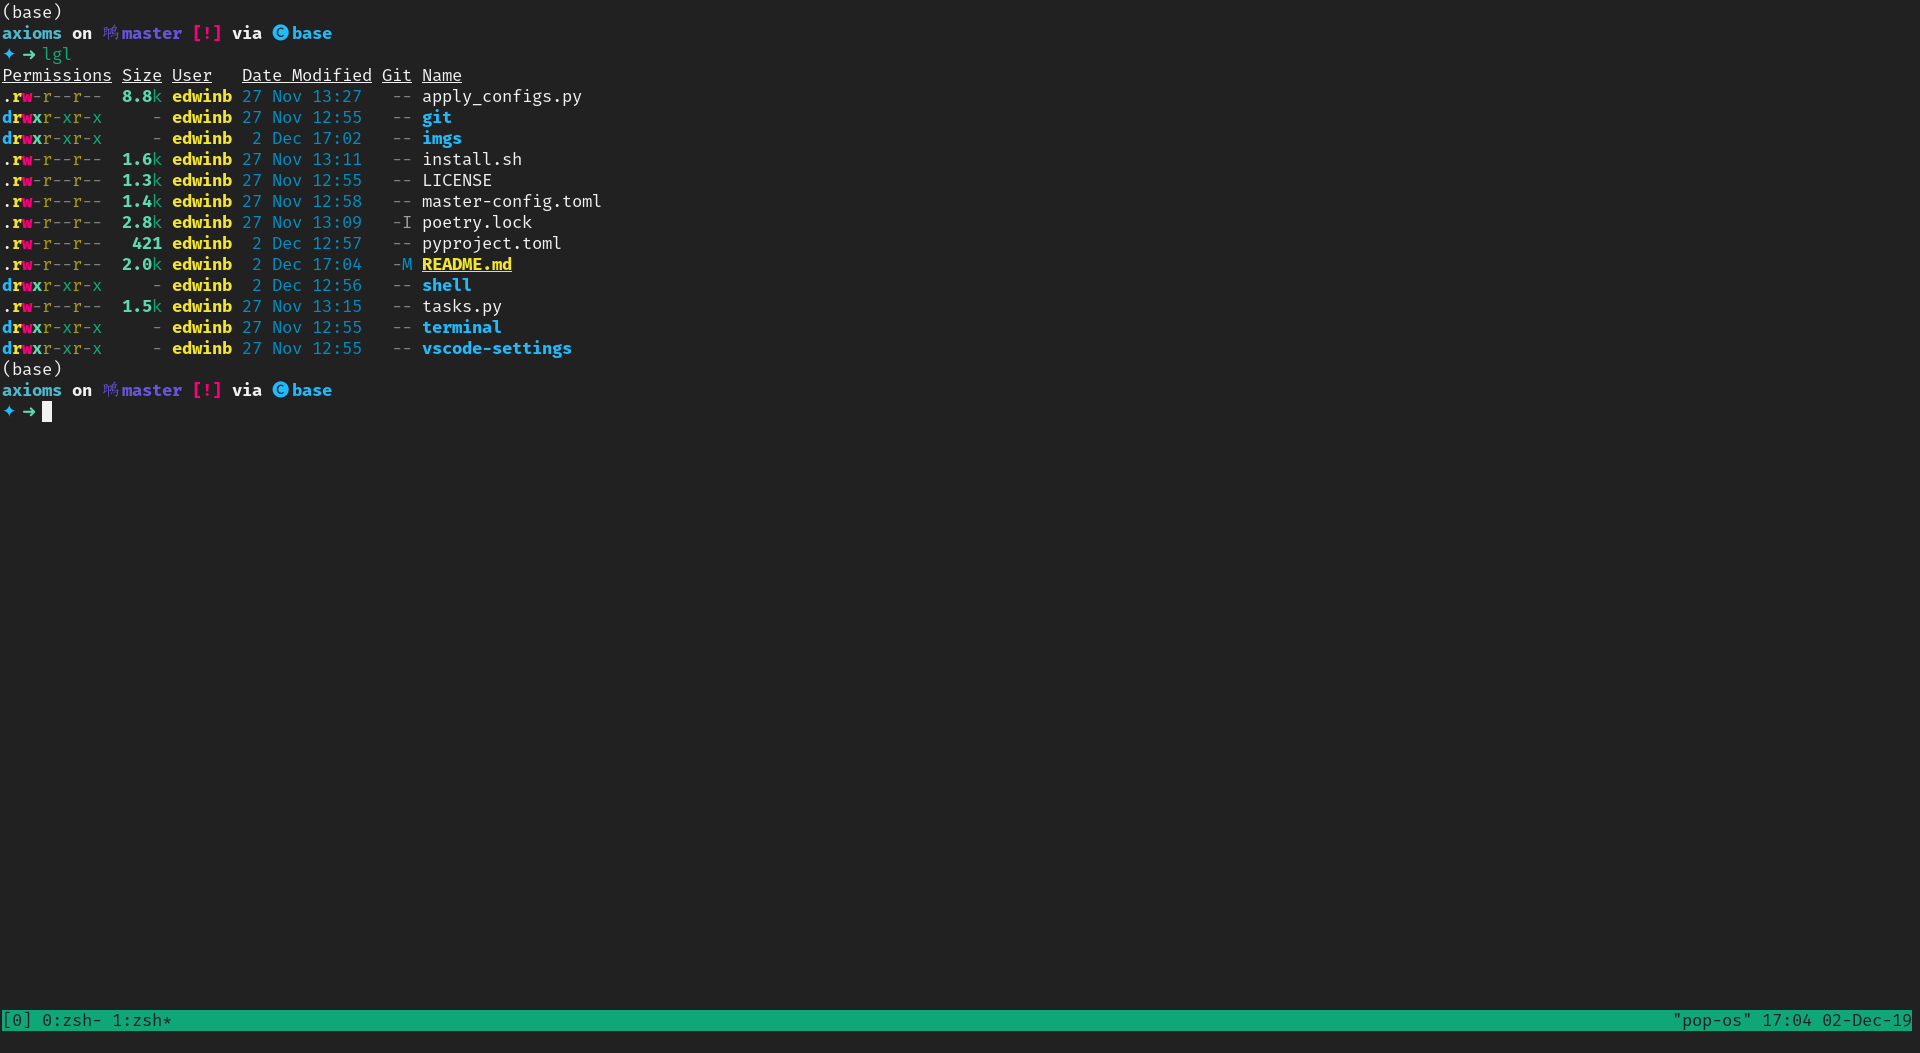 (base)
axioms on master [!] via 🅒 base
✦ ➜ lgl
Permissions Size User   Date Modified Git Name
.rw-r--r--  8.8k edwinb 27 Nov 13:27   -- apply_configs.py
drwxr-xr-x     - edwinb 27 Nov 12:55   -- git
drwxr-xr-x     - edwinb  2 Dec 17:02   -- imgs
.rw-r--r--  1.6k edwinb 27 Nov 13:11   -- install.sh
.rw-r--r--  1.3k edwinb 27 Nov 12:55   -- LICENSE
.rw-r--r--  1.4k edwinb 27 Nov 12:58   -- master-config.toml
.rw-r--r--  2.8k edwinb 27 Nov 13:09   -I poetry.lock
.rw-r--r--   421 edwinb  2 Dec 12:57   -- pyproject.toml
.rw-r--r--  2.0k edwinb  2 Dec 17:04   -M README.md
drwxr-xr-x     - edwinb  2 Dec 12:56   -- shell
.rw-r--r--  1.5k edwinb 27 Nov 13:15   -- tasks.py
drwxr-xr-x     - edwinb 27 Nov 12:55   -- terminal
drwxr-xr-x     - edwinb 27 Nov 12:55   -- vscode-settings
(base)
axioms on master [!] via 🅒 base
✦ ➜
[0] 0:zsh- 1:zsh* "pop-os" 17:04 02-Dec-19